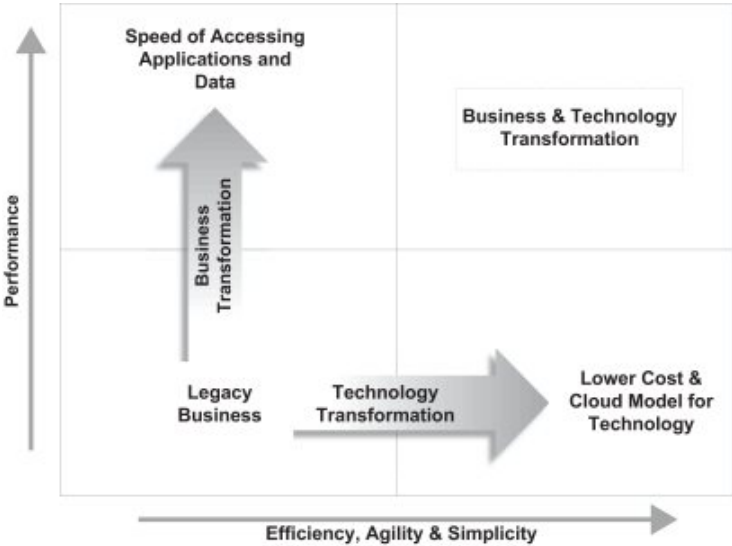 Speed of Accessing
Applications and
Data
Business & Technology
Transformation
Performance
Business
Transformation
Legacy
Business
Technology
Transformation
Lower Cost &
Cloud Model for
Technology
Efficiency, Agility & Simplicity